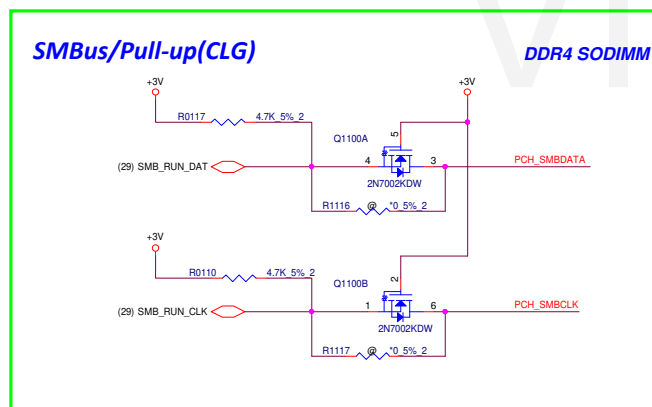 SMBus/Pull-up(CLG)
DDR4 SODIMM
+3V
+3V
R0117 4.7K_5%_2
Q1100A
5
(29) SMB_RUN_DAT
4
3
PCH_SMBDATA
2N7002KDW
R1116 @ *0_5%_2
+3V
R0110 4.7K_5%_2
Q1100B
2
(29) SMB_RUN_CLK
1
6
PCH_SMBCLK
2N7002KDW
R1117 @ *0_5%_2